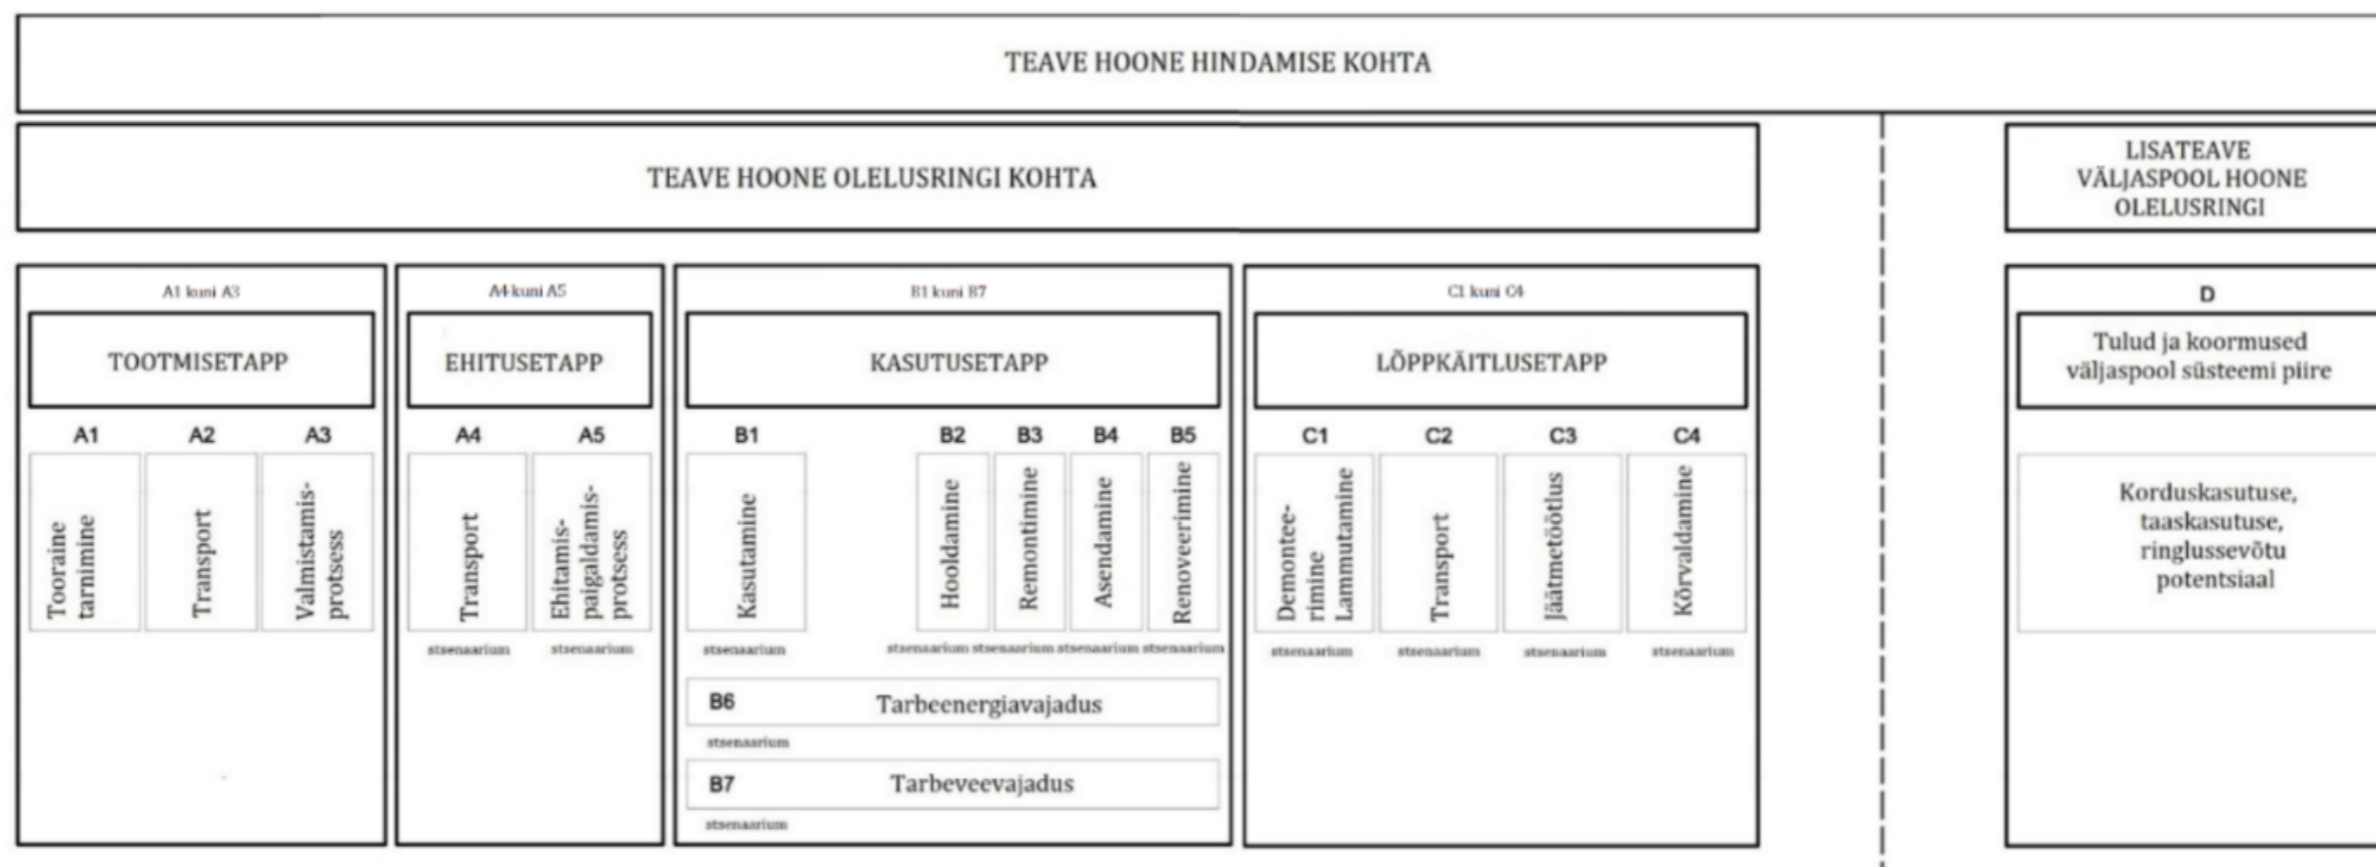 TEAVE HOONE HINDAMISE KOHTA
TEAVE HOONE OLELUSRINGI KOHTA
LISATEAVE
VÄLJASPOOL HOONE
OLELUSRINGI
A1 kuni A3
TOOTMISETAPP
A1
A2
A3
Tooraine
tarnimine
Transport
Valmistamis-
protsess
A4 kuni A5
EHITUSETAPP
A4
A5
Transport
Ehitamis-
paigaldamis-
protsess
stsenaarium
stsenaarium
B1 kuni B7
KASUTUSETAPP
B1
B2
B3
B4
B5
Kasutamine
Hooldamine
Remontimine
Asendamine
Renoveerimine
stsenaarium
stsenaarium
stsenaarium
stsenaarium
stsenaarium
B6
Tarbeenergiavajadus
stsenaarium
B7
Tarbeveevajadus
stsenaarium
C1 kuni C4
LÕPPKÄITLUSETAPP
C1
C2
C3
C4
Demontee-
rimine
Lammutamine
Transport
Jäätmetöötlus
Kõrvaldamine
stsenaarium
stsenaarium
stsenaarium
stsenaarium
D
Tulud ja koormused
väljaspool süsteemi piire
Korduskasutuse,
taaskasutuse,
ringlussevõtu
potentsiaal